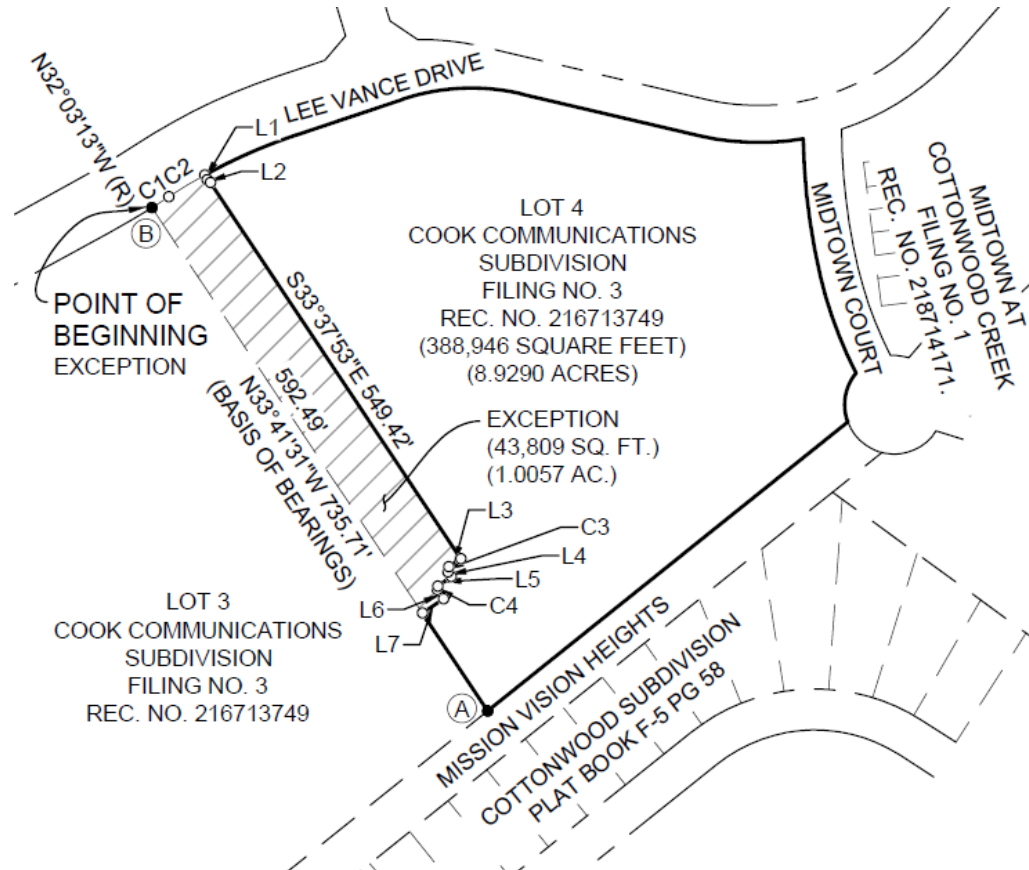 N32°03'13"W (R)
LEE VANCE DRIVE
L1
L2
C1
C2
B
POINT OF
BEGINNING
EXCEPTION
LOT 4
COOK COMMUNICATIONS
SUBDIVISION
FILING NO. 3
REC. NO. 216713749
(388,946 SQUARE FEET)
(8.9290 ACRES)
MIDTOWN COURT
MIDTOWN AT
COTTONWOOD CREEK
FILING NO. 1
REC. NO. 218714171.
S33°37'53"E 549.42'
592.49'
N33°41'31"W 735.71'
(BASIS OF BEARINGS)
EXCEPTION
(43,809 SQ. FT.)
(1.0057 AC.)
L3
C3
L4
L5
L6
C4
L7
LOT 3
COOK COMMUNICATIONS
SUBDIVISION
FILING NO. 3
REC. NO. 216713749
A
MISSION VISION HEIGHTS
COTTONWOOD SUBDIVISION
PLAT BOOK F-5 PG 58